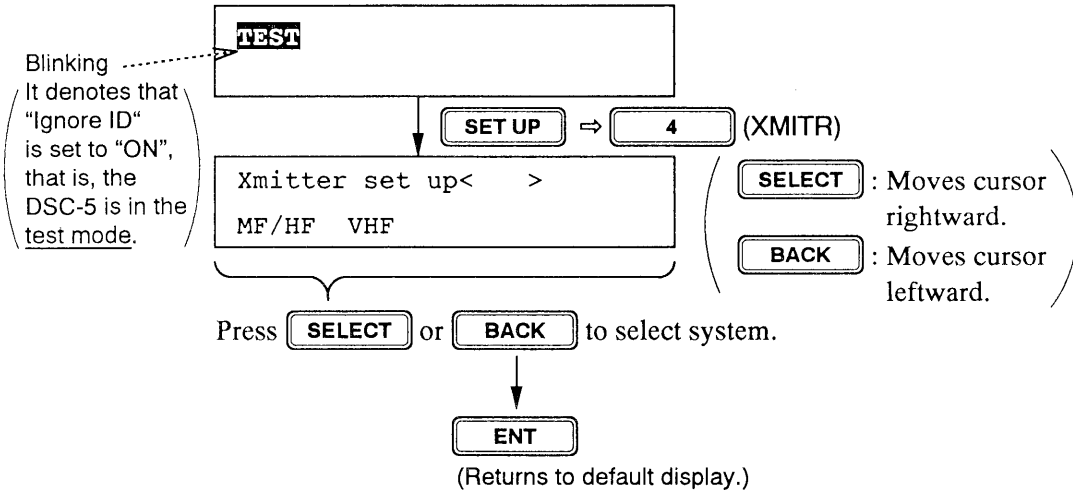 TEST
Blinking
It denotes that
“Ignore ID“
is set to “ON”,
that is, the
DSC-5 is in the
test mode.
SET UP ⇨ 4 (XMITR)
Xmitter set up<    >
MF/HF   VHF
SELECT : Moves cursor
rightward.
BACK : Moves cursor
leftward.
Press SELECT or BACK to select system.
ENT
(Returns to default display.)